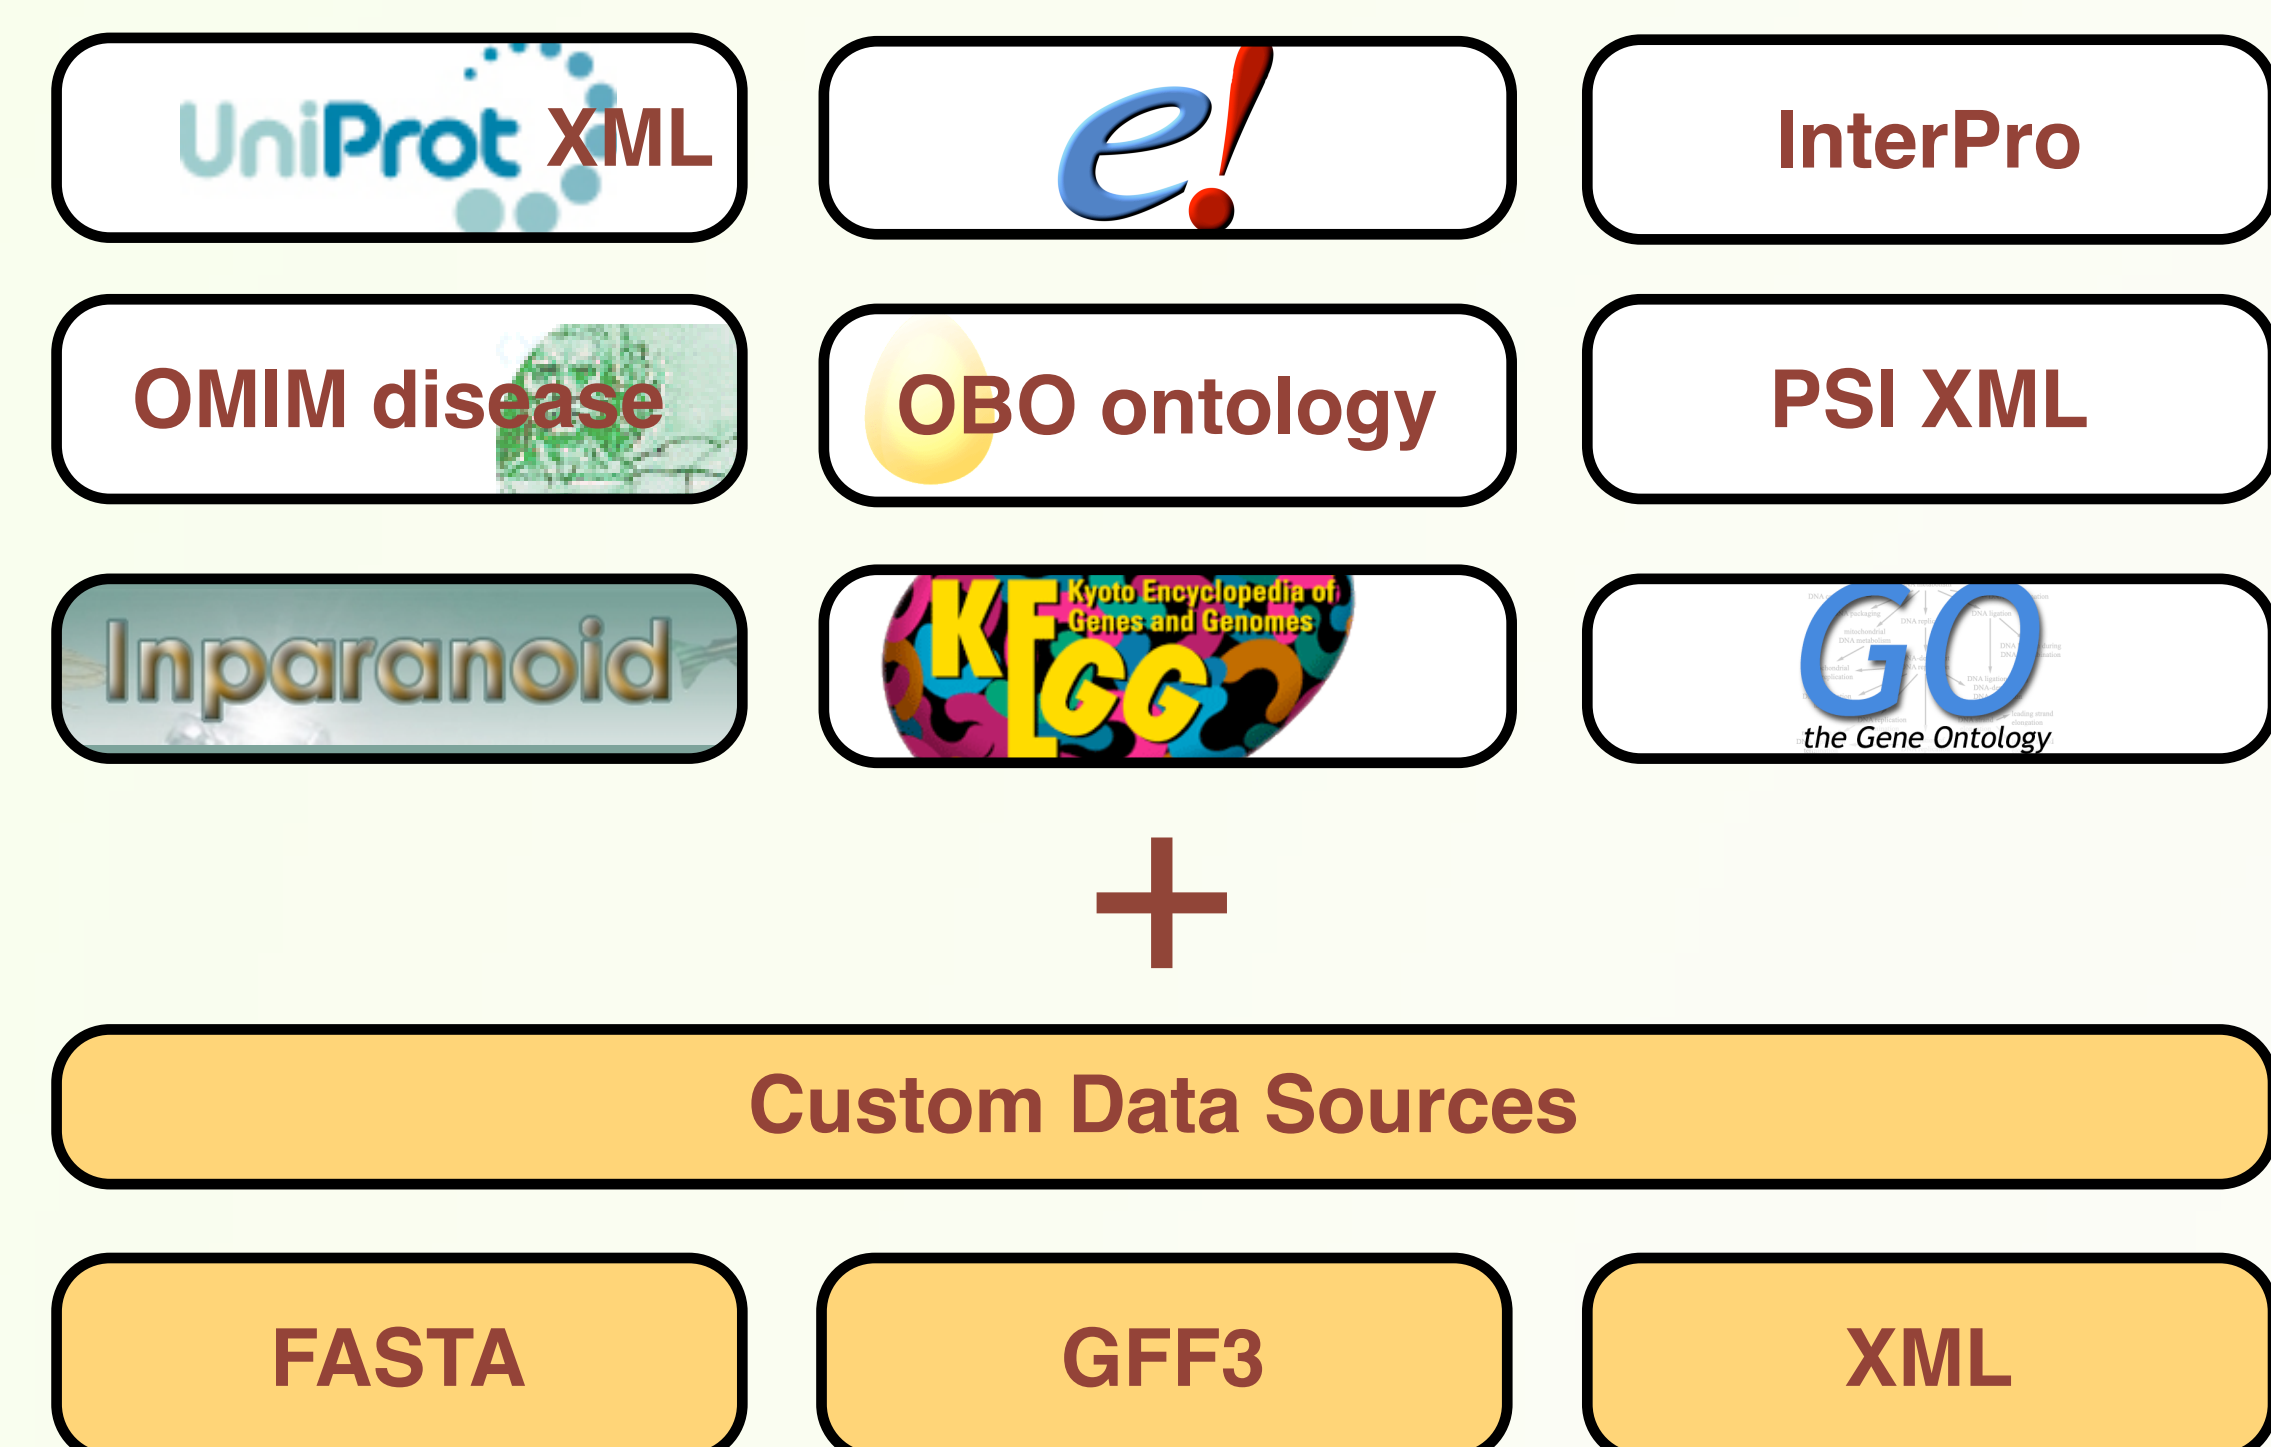 UniProt XML
e!
InterPro
OMIM disease
OBO ontology
PSI XML
Inparanoid
KEGG
Kyoto Encyclopedia of
Genes and Genomes
GO
the Gene Ontology
+
Custom Data Sources
FASTA
GFF3
XML